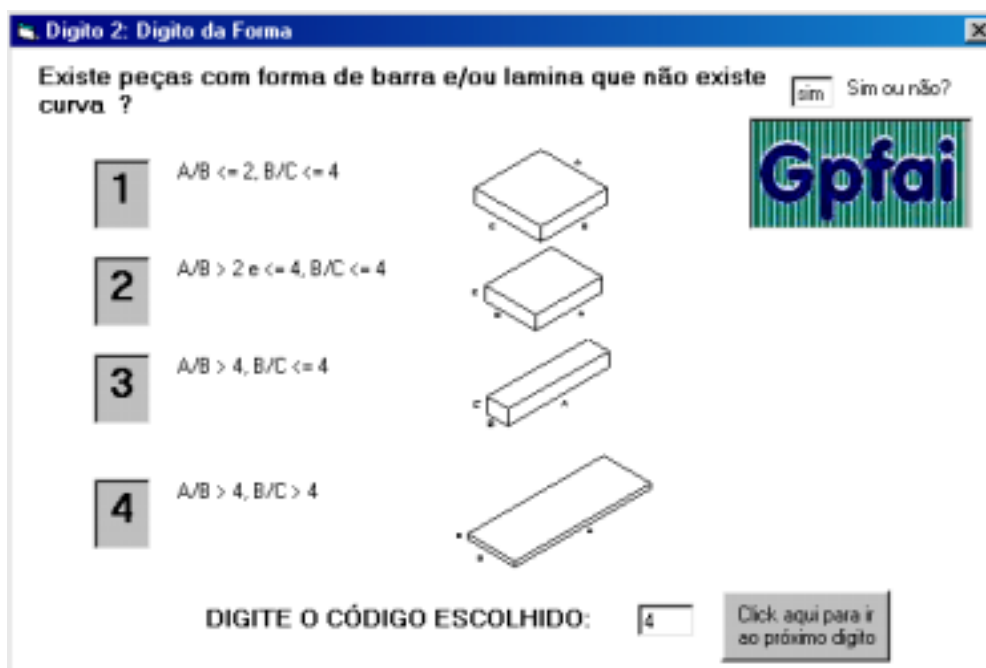 Digito 2: Digito da Forma
Existe peças com forma de barra e/ou lamina que não existe
curva ?
sim
Sim ou não?
Gpfai
1
A/B <= 2, B/C <= 4
2
A/B > 2 e <= 4, B/C <= 4
3
A/B > 4, B/C <= 4
4
A/B > 4, B/C > 4
DIGITE O CÓDIGO ESCOLHIDO:
4
Click aqui para ir
ao próximo digito